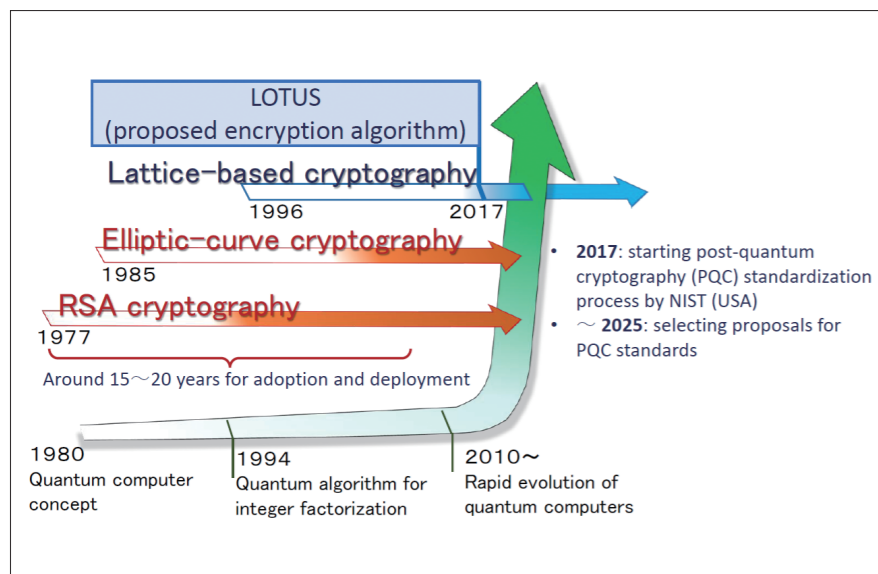 LOTUS
(proposed encryption algorithm)
Lattice-based cryptography
1996
2017
Elliptic-curve cryptography
1985
RSA cryptography
1977
Around 15～20 years for adoption and deployment
• 2017: starting post-quantum
cryptography (PQC) standardization
process by NIST (USA)
• ～ 2025: selecting proposals for
PQC standards
1980
Quantum computer
concept
1994
Quantum algorithm for
integer factorization
2010～
Rapid evolution of
quantum computers